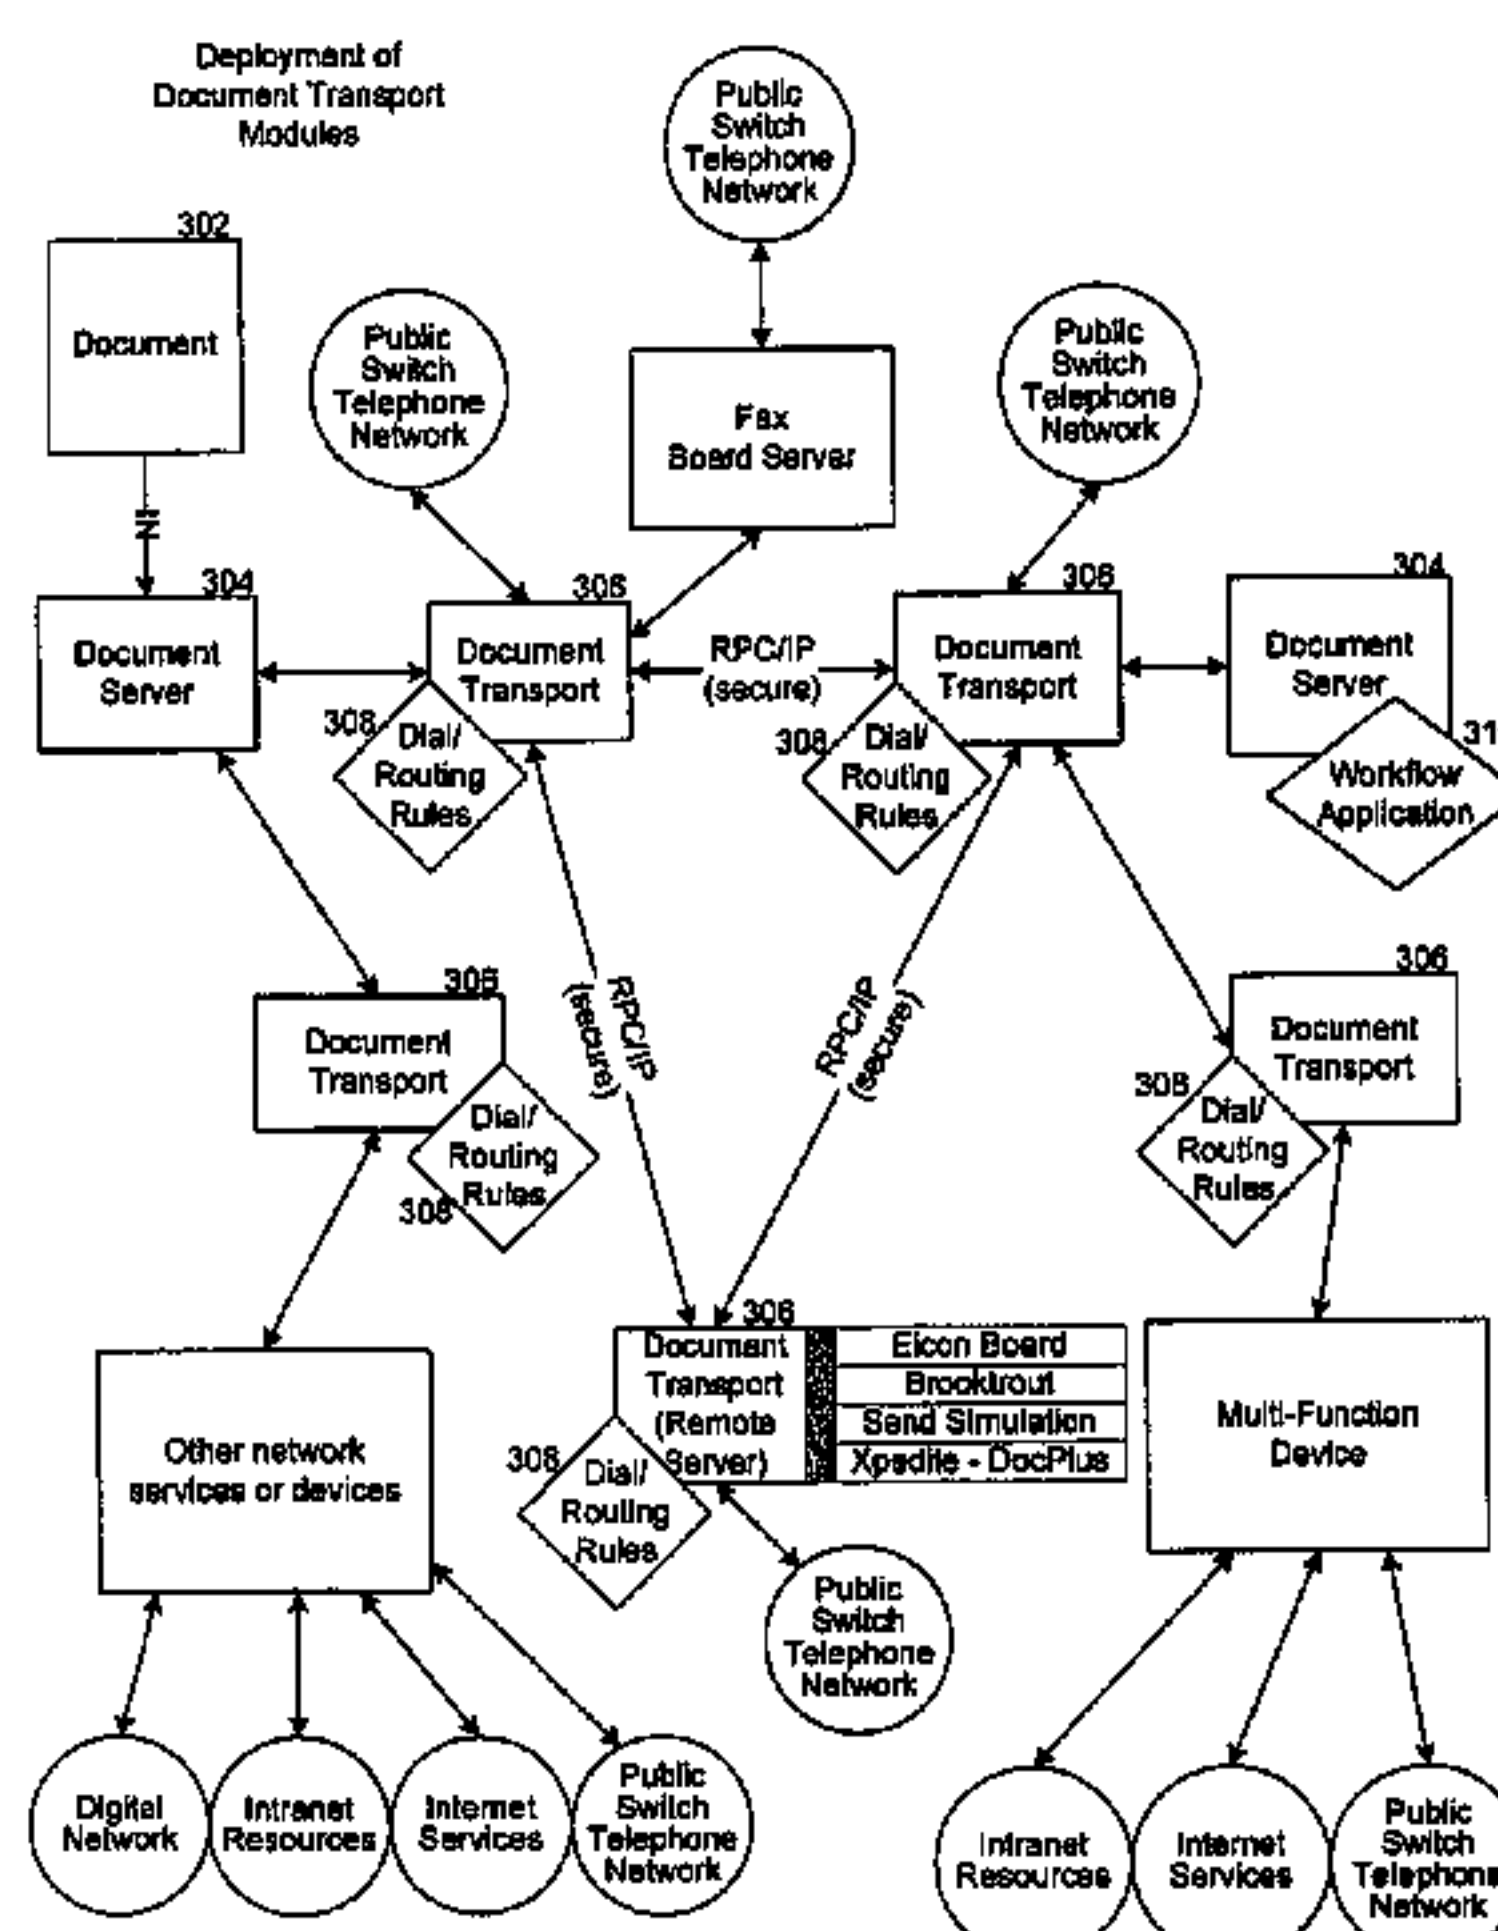 Deployment of
Document Transport
Modules
Public
Switch
Telephone
Network
302
Document
Public
Switch
Telephone
Network
Fax
Board Server
Public
Switch
Telephone
Network
304
Document
Server
306
Document
Transport
308
Dial/
Routing
Rules
RPC/IP
(secure)
306
Document
Transport
308
Dial/
Routing
Rules
304
Document
Server
31
Workflow
Application
306
Document
Transport
Dial/
Routing
Rules
308
RPC/IP
(secure)
RPC/IP
(secure)
306
Document
Transport
308
Dial/
Routing
Rules
Other network
services or devices
306
Document
Transport
(Remote
Server)
308
Dial/
Routing
Rules
Eicon Board
Brooktrout
Send Simulation
Xpedite - DocPlus
Multi-Function
Device
Public
Switch
Telephone
Network
Digital
Network
Intranet
Resources
Internet
Services
Public
Switch
Telephone
Network
Intranet
Resources
Internet
Services
Public
Switch
Telephone
Network